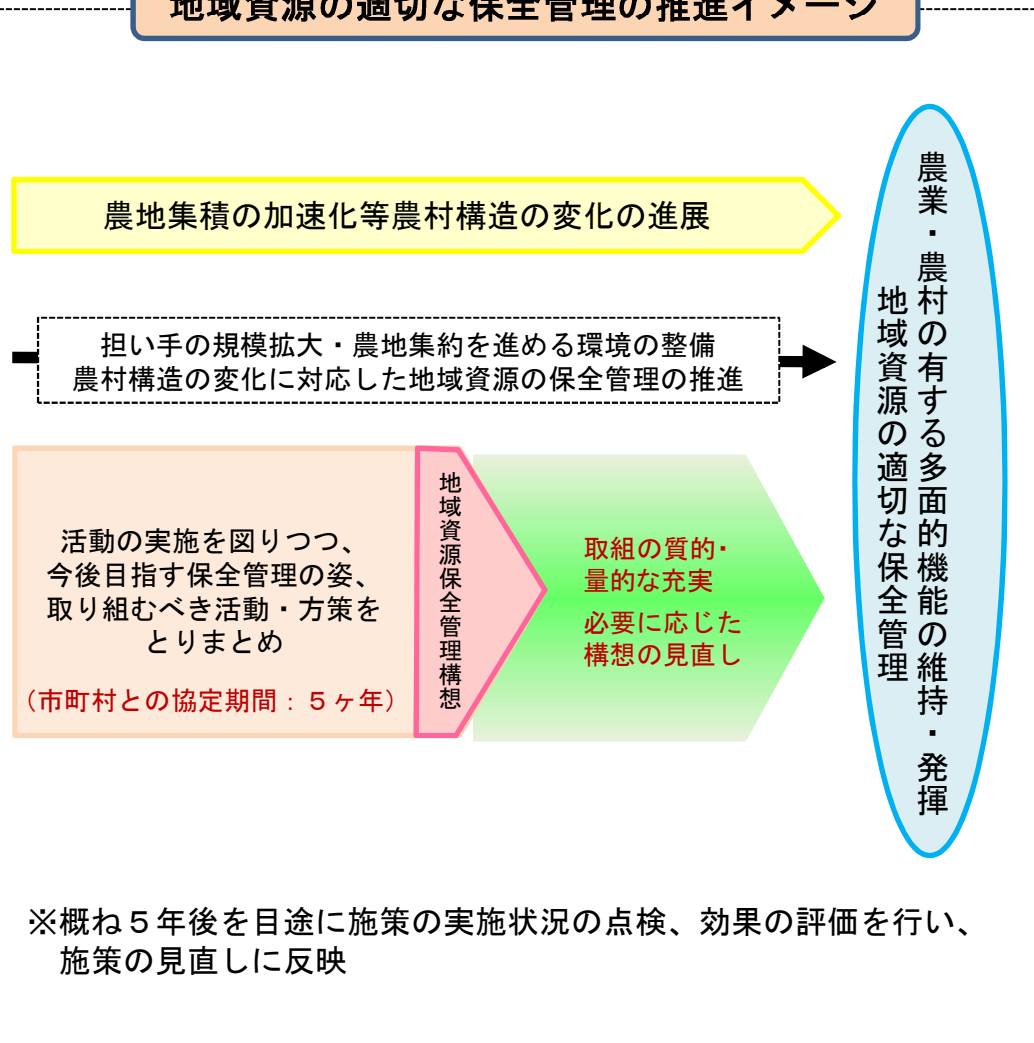 地域資源の適切な保全管理の推進イメージ
農地集積の加速化等農村構造の変化の進展
担い手の規模拡大・農地集約を進める環境の整備
農村構造の変化に対応した地域資源の保全管理の推進
活動の実施を図りつつ、
今後目指す保全管理の姿、
取り組むべき活動・方策を
とりまとめ
（市町村との協定期間：５ヶ年）
地域資源保全管理構想
取組の質的・
量的な充実
必要に応じた
構想の見直し
農業・農村の有する多面的機能の維持・発揮
地域資源の適切な保全管理
※概ね５年後を目途に施策の実施状況の点検、効果の評価を行い、
施策の見直しに反映